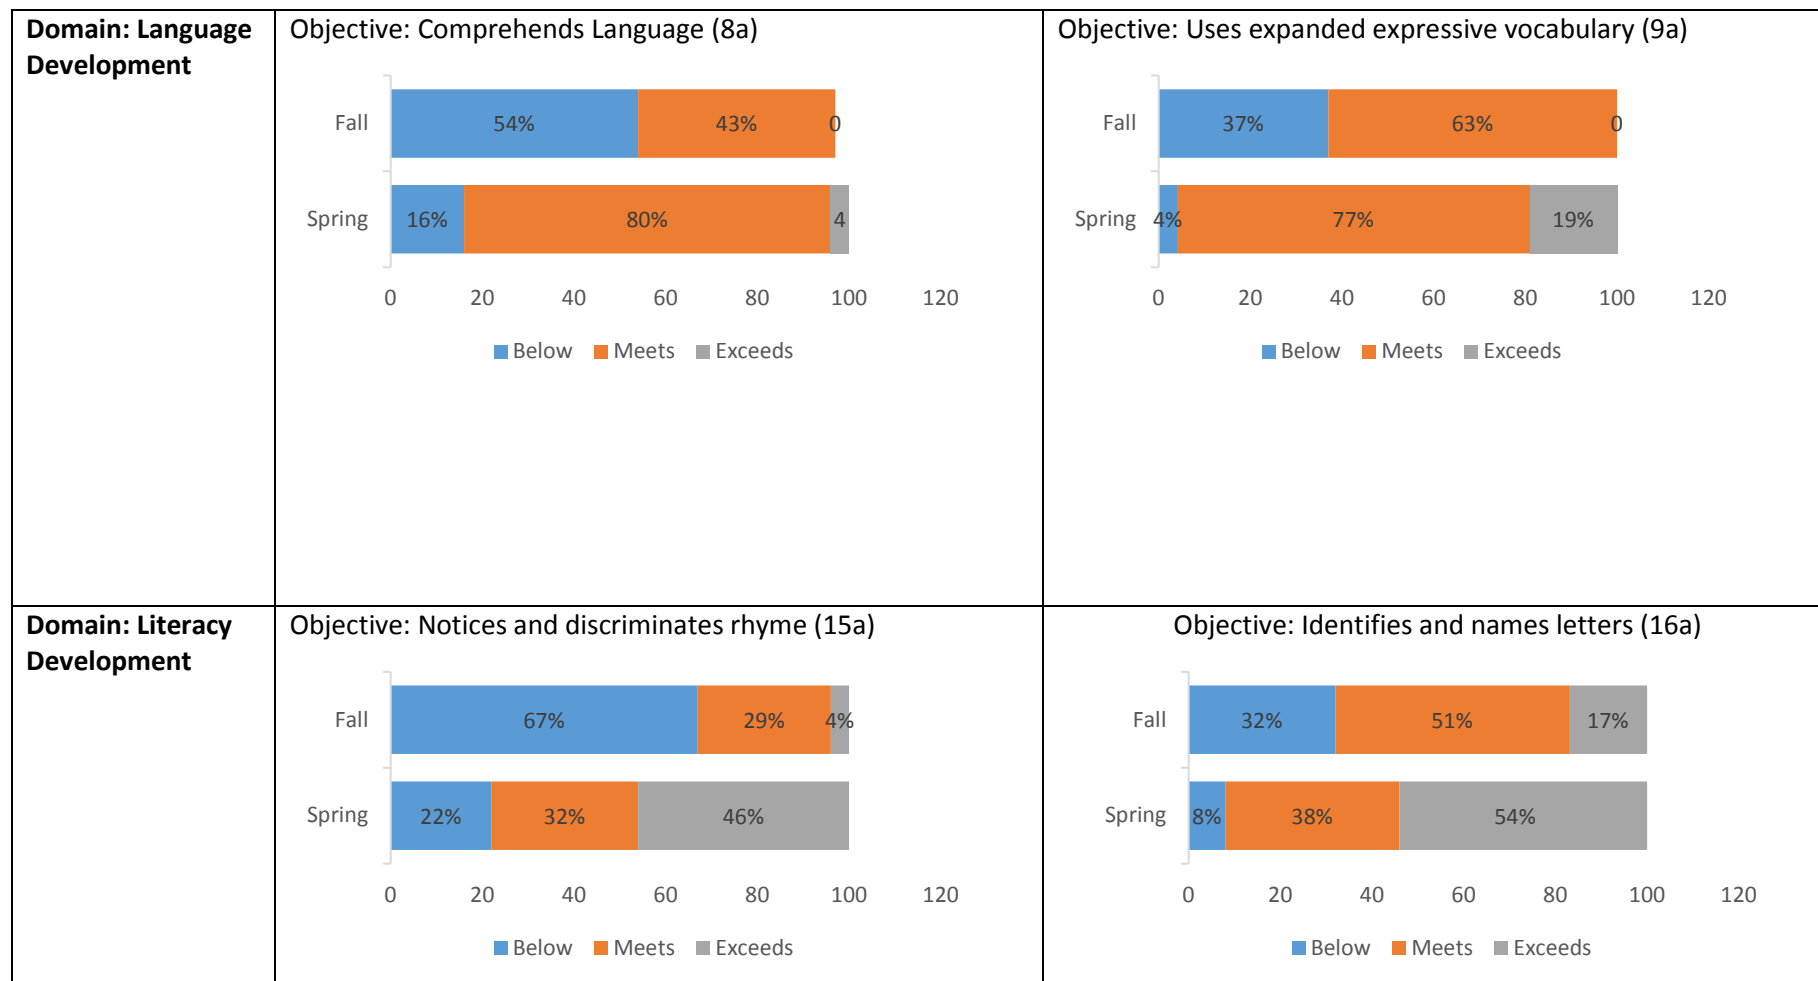 Domain: Language
Development
Objective: Comprehends Language (8a)
Fall
54%
43%
0
Spring
16%
80%
4
0 20 40 60 80 100 120
Below Meets Exceeds
Objective: Uses expanded expressive vocabulary (9a)
Fall
37%
63%
0
Spring
4%
77%
19%
0 20 40 60 80 100 120
Below Meets Exceeds
Domain: Literacy
Development
Objective: Notices and discriminates rhyme (15a)
Fall
67%
29%
4%
Spring
22%
32%
46%
0 20 40 60 80 100 120
Below Meets Exceeds
Objective: Identifies and names letters (16a)
Fall
32%
51%
17%
Spring
8%
38%
54%
0 20 40 60 80 100 120
Below Meets Exceeds